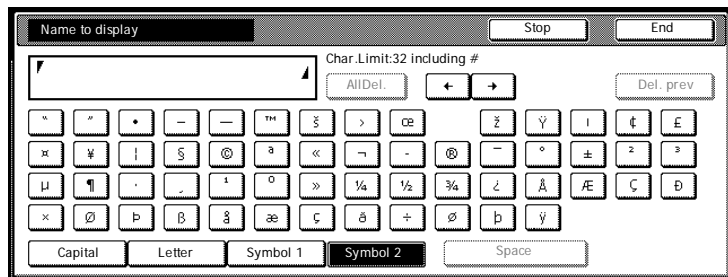 Name to display Stop End
Char.Limit:32 including #
AllDel. ← → Del. prev
“ ” • – — ™ š › œ ž Ÿ ı ¢ £
¤ ¥ ¦ § © ª « ¬ - ® ¯ ° ± ² ³
µ ¶ · ¸ ¹ º » ¼ ½ ¾ ¿ Å Æ Ç Ð
× Ø Þ ß å æ ç ð ÷ ø þ ÿ
Capital Letter Symbol 1 Symbol 2 Space